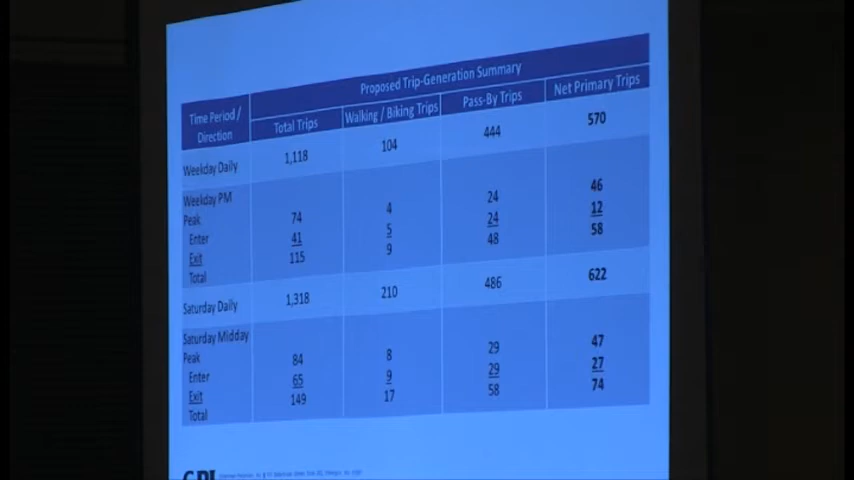 Proposed Trip-Generation Summary
Time Period / Direction Total Trips Walking / Biking Trips Pass-By Trips Net Primary Trips
Weekday Daily 1,118 104 444 570
Weekday PM
Peak
Enter 74 4 24 46
Exit 41 5 24 12
Total 115 9 48 58
Saturday Daily 1,318 210 486 622
Saturday Midday
Peak
Enter 84 8 29 47
Exit 65 9 29 27
Total 149 17 58 74
GPI